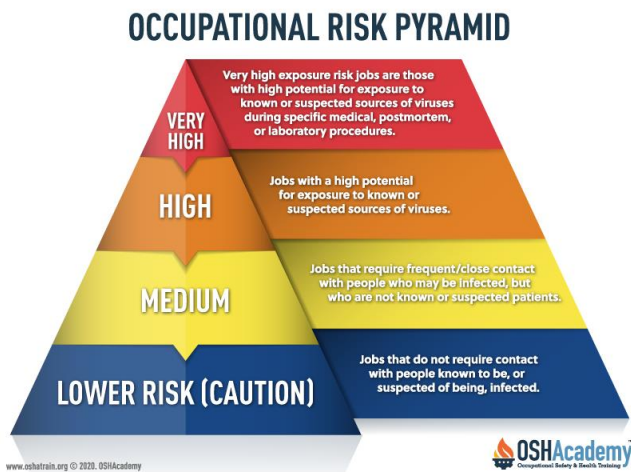 OCCUPATIONAL RISK PYRAMID
VERY
HIGH
Very high exposure risk jobs are those
with high potential for exposure to
known or suspected sources of viruses
during specific medical, postmortem,
or laboratory procedures.
HIGH
Jobs with a high potential
for exposure to known or
suspected sources of viruses.
MEDIUM
Jobs that require frequent/close contact
with people who may be infected, but
who are not known or suspected patients.
LOWER RISK (CAUTION)
Jobs that do not require contact
with people known to be, or
suspected of being, infected.
www.oshatrain.org © 2020. OSHAcademy
OSHAcademy
Occupational Safety & Health Training